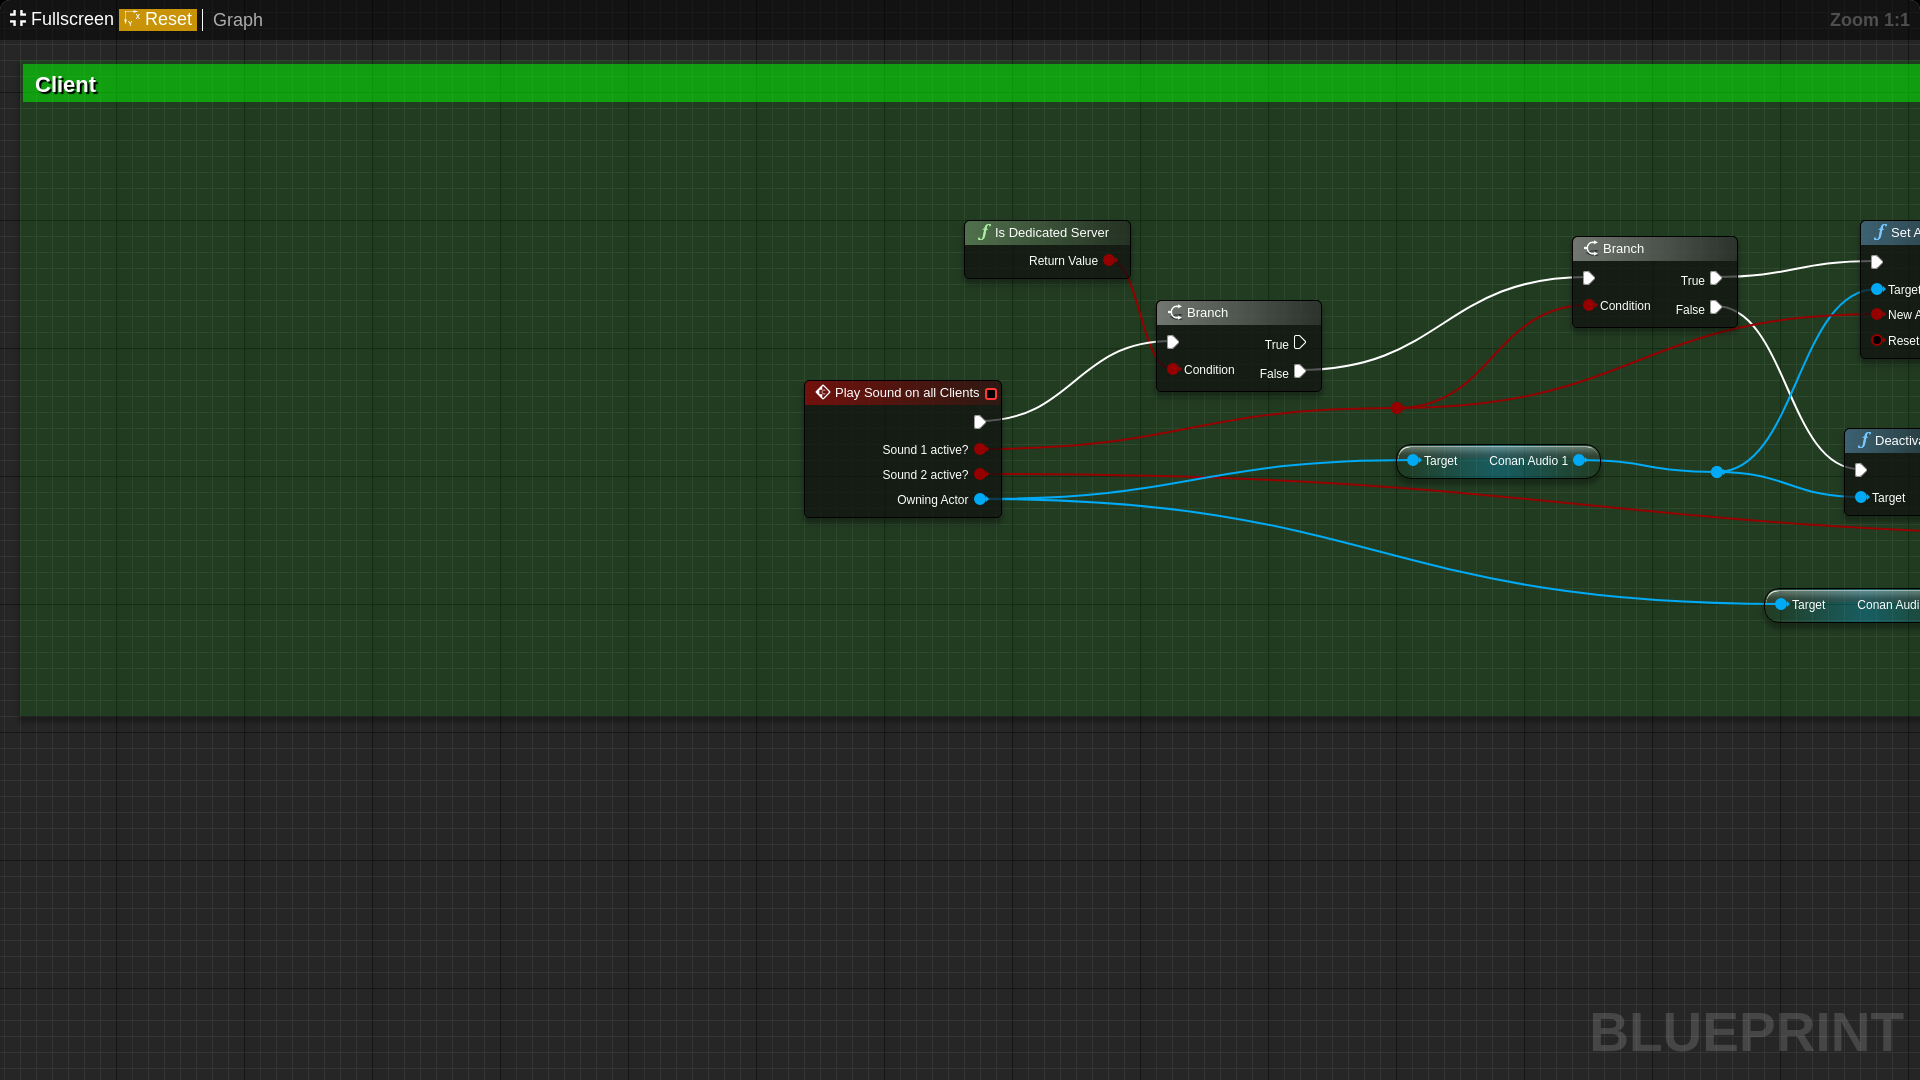 Fullscreen Reset Graph Zoom 1:1
Client
Is Dedicated Server
Return Value
Branch
True
Condition
False
Branch
True
Condition
False
Set A
Target
New A
Reset
Play Sound on all Clients
Sound 1 active?
Sound 2 active?
Owning Actor
Target Conan Audio 1
Deactiva
Target
Target Conan Audi
BLUEPRINT